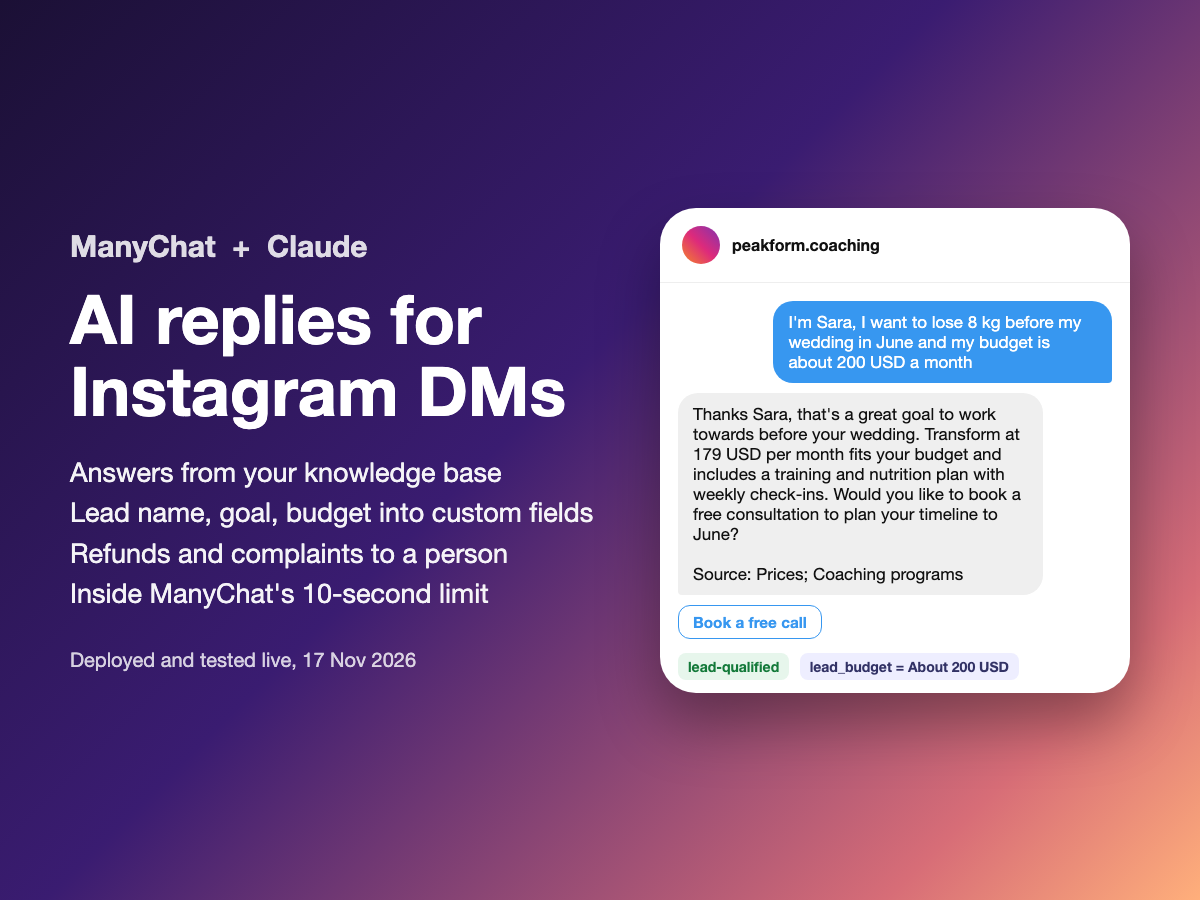 ManyChat + Claude
AI replies for
Instagram DMs
Answers from your knowledge base
Lead name, goal, budget into custom fields
Refunds and complaints to a person
Inside ManyChat's 10-second limit
Deployed and tested live, 17 Nov 2026
peakform.coaching
I'm Sara, I want to lose 8 kg before my
wedding in June and my budget is
about 200 USD a month
Thanks Sara, that's a great goal to work
towards before your wedding. Transform at
179 USD per month fits your budget and
includes a training and nutrition plan with
weekly check-ins. Would you like to book a
free consultation to plan your timeline to
June?
Source: Prices; Coaching programs
Book a free call
lead-qualified
lead_budget = About 200 USD